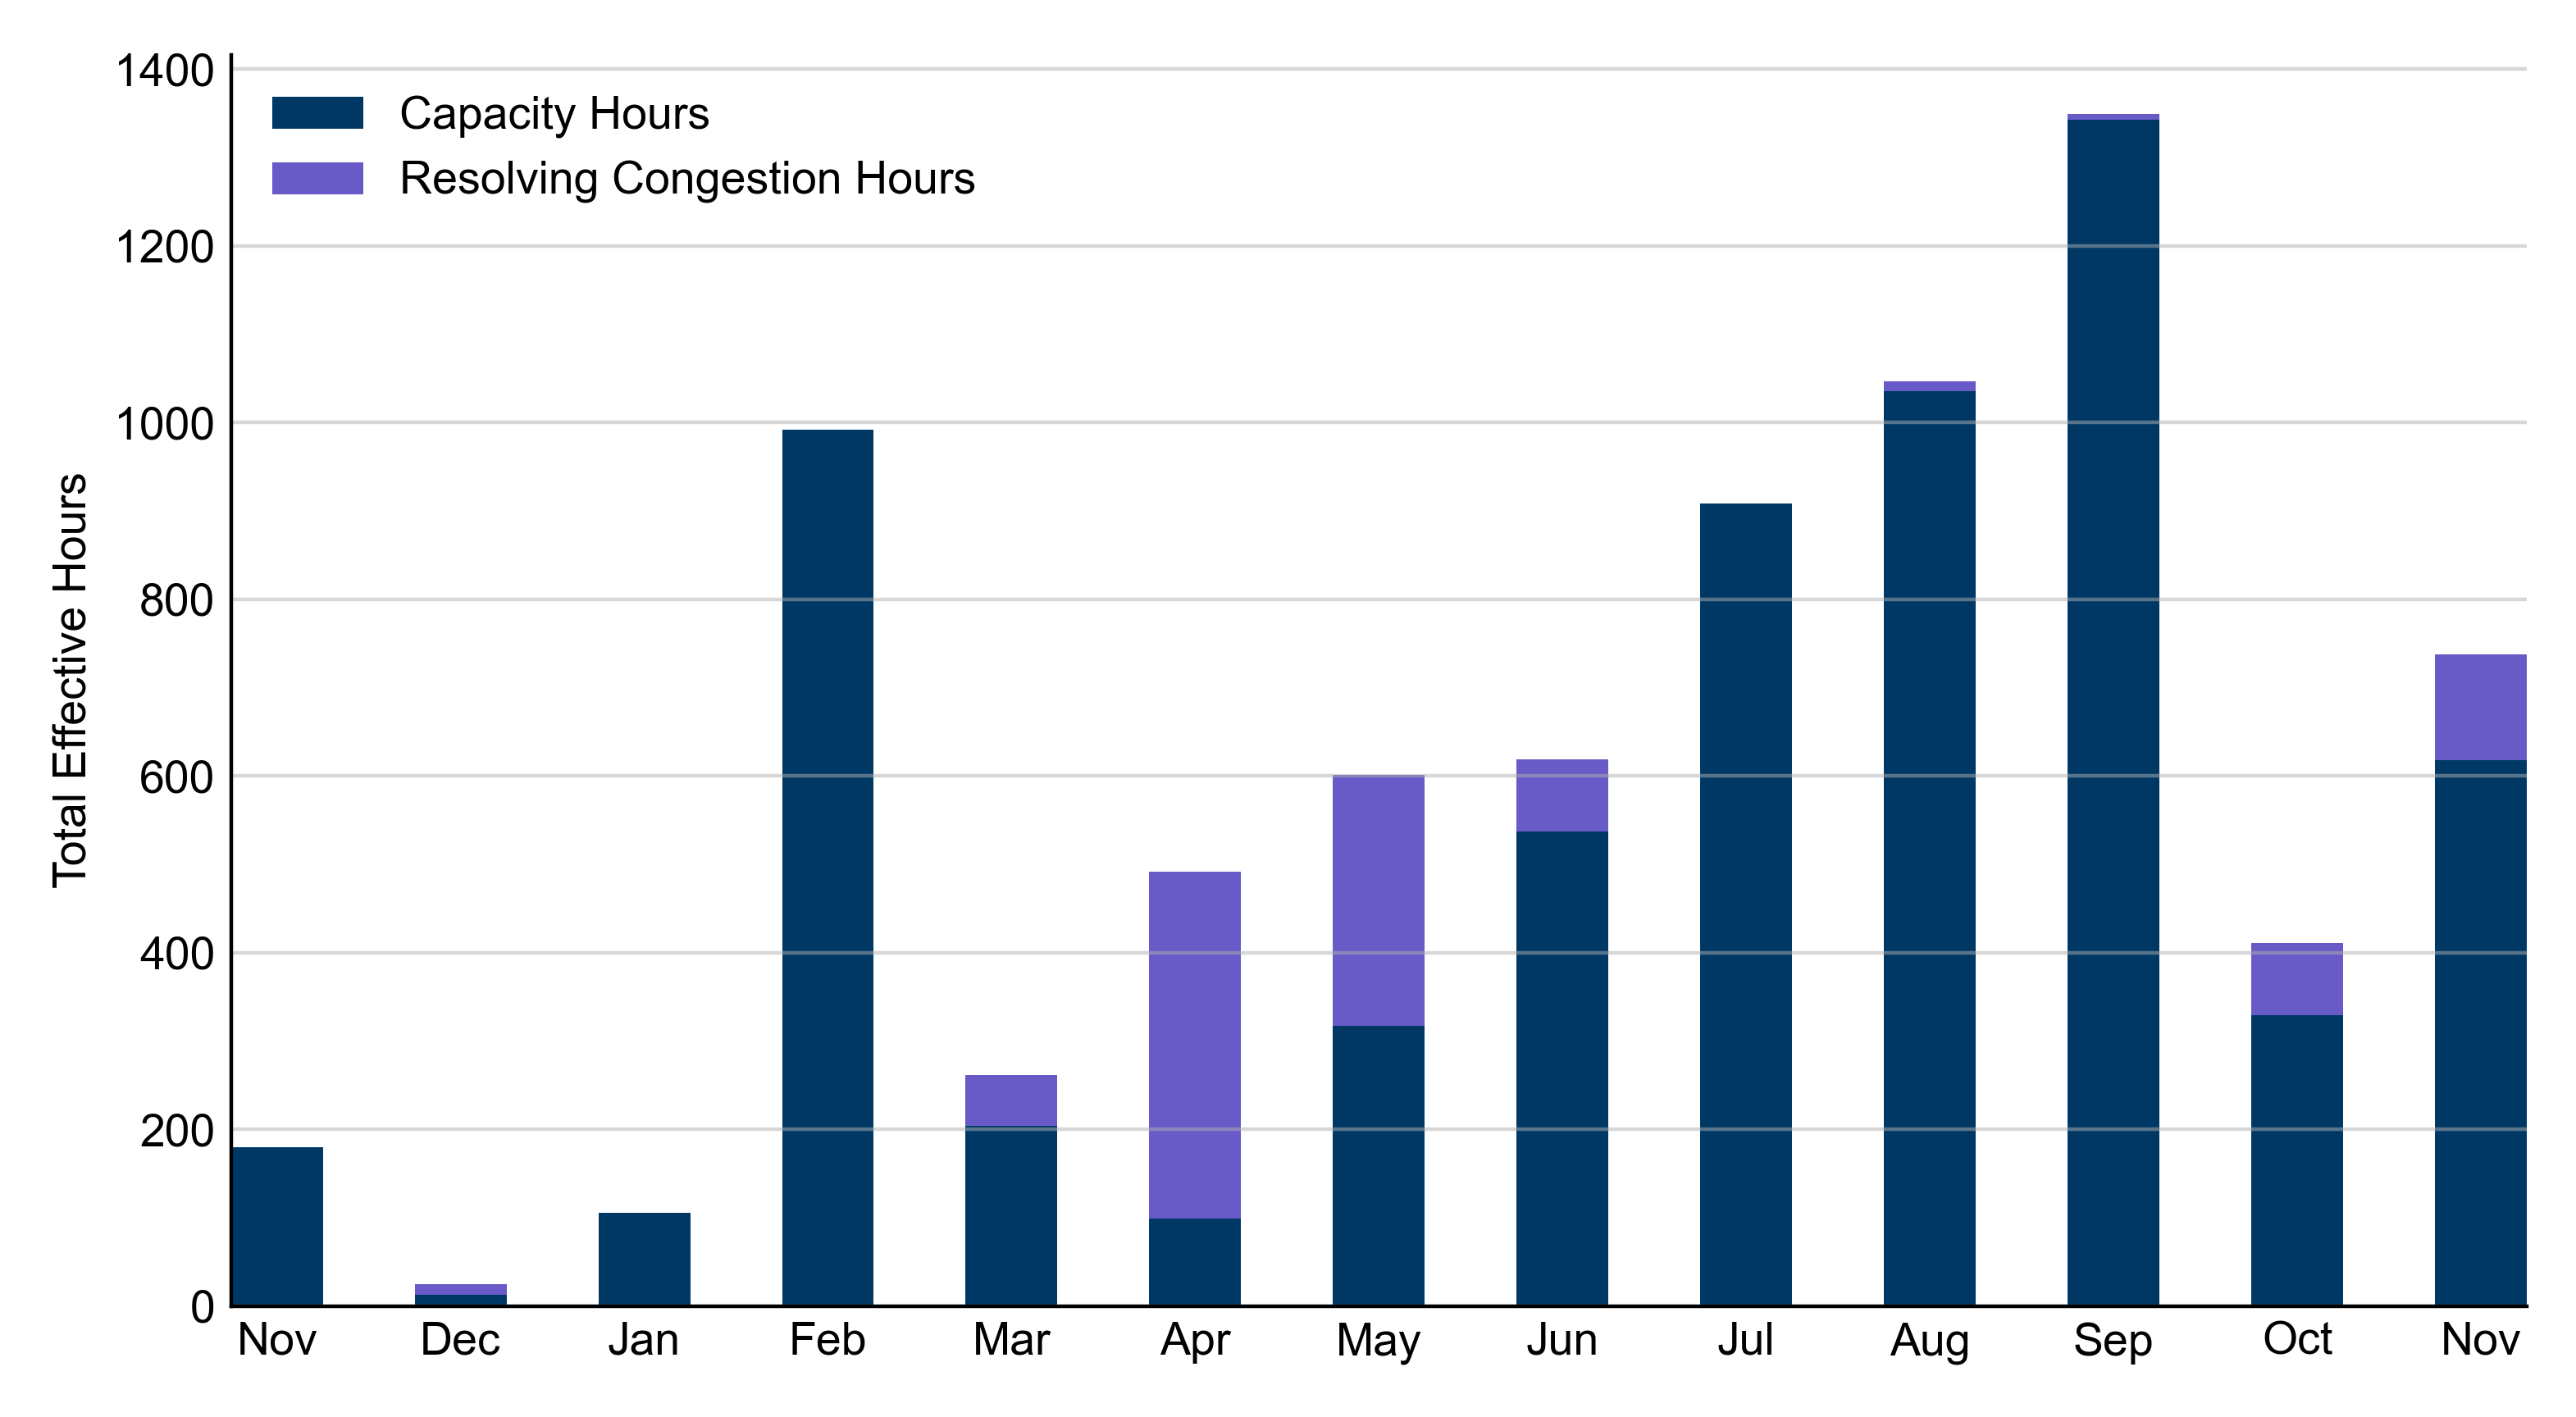 1400
1200
1000
800
600
400
200
0
Total Effective Hours
Capacity Hours
Resolving Congestion Hours
Nov Dec Jan Feb Mar Apr May Jun Jul Aug Sep Oct Nov